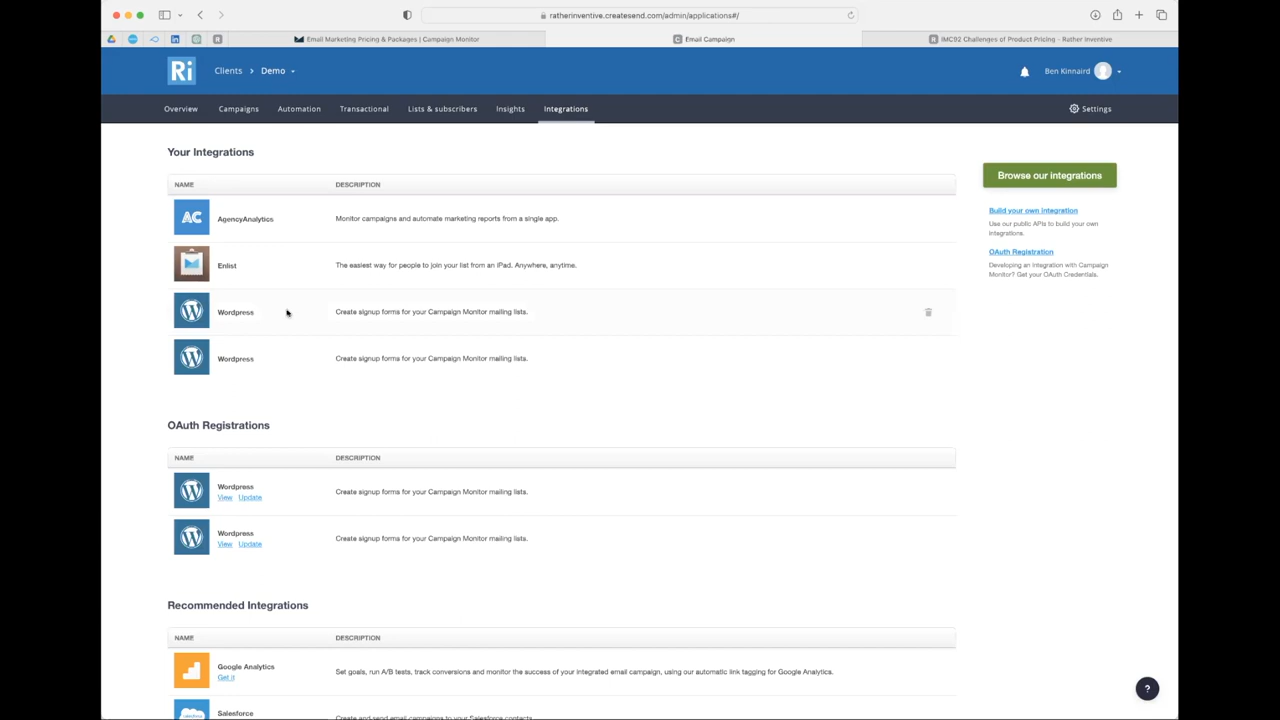 ratherinventive.createsend.com/admin/applications#/
Email Marketing Pricing & Packages | Campaign Monitor
Email Campaign
IMC92 Challenges of Product Pricing - Rather Inventive
Ri
Clients
Demo
Ben Kinnaird
Overview
Campaigns
Automation
Transactional
Lists & subscribers
Insights
Integrations
Settings
Your Integrations
Browse our integrations
NAME
DESCRIPTION
AC
AgencyAnalytics
Monitor campaigns and automate marketing reports from a single app.
Build your own integration
Use our public APIs to build your own
integrations.
OAuth Registration
Developing an integration with Campaign
Monitor? Get your OAuth Credentials.
Enlist
The easiest way for people to join your list from an iPad. Anywhere, anytime.
Wordpress
Create signup forms for your Campaign Monitor mailing lists.
Wordpress
Create signup forms for your Campaign Monitor mailing lists.
OAuth Registrations
NAME
DESCRIPTION
Wordpress
View Update
Create signup forms for your Campaign Monitor mailing lists.
Wordpress
View Update
Create signup forms for your Campaign Monitor mailing lists.
Recommended Integrations
NAME
DESCRIPTION
Google Analytics
Get it
Set goals, run A/B tests, track conversions and monitor the success of your integrated email campaign, using our automatic link tagging for Google Analytics.
Salesforce
Create and send email campaigns to your Salesforce contacts.
?